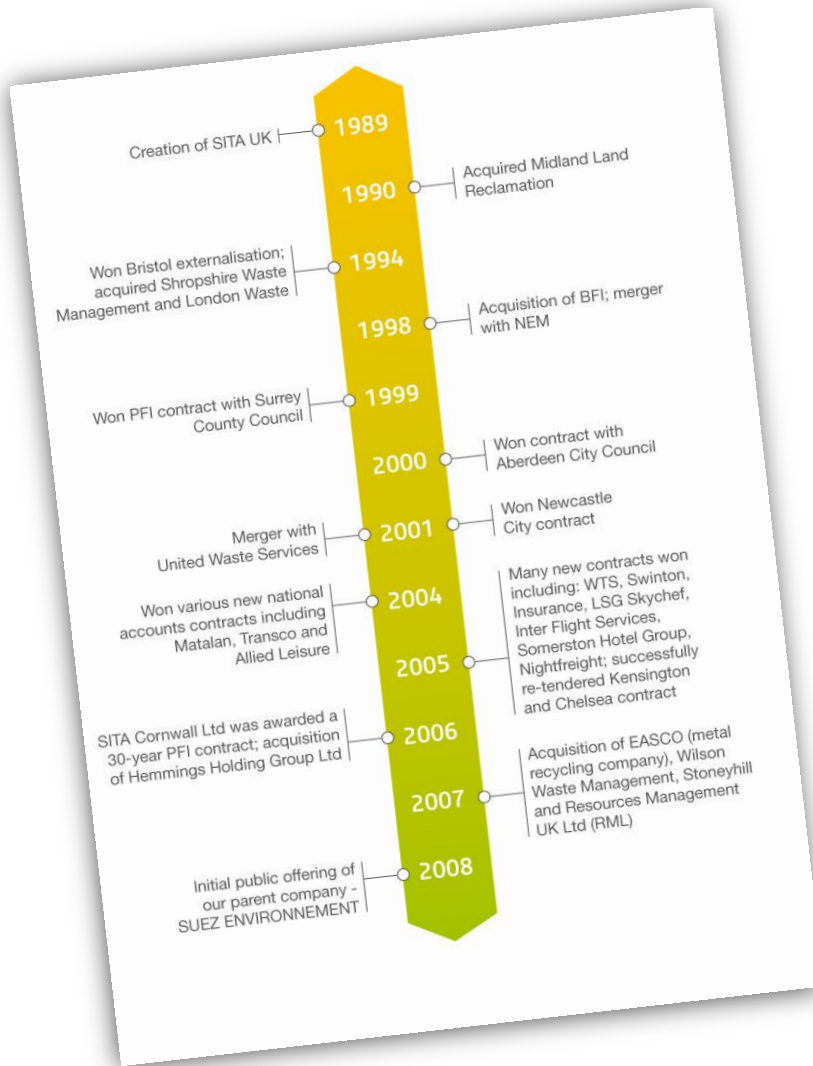 1989
Creation of SITA UK
1990
Acquired Midland Land
Reclamation
1994
Won Bristol externalisation;
acquired Shropshire Waste
Management and London Waste
1998
Acquisition of BFI; merger
with NEM
1999
Won PFI contract with Surrey
County Council
2000
Won contract with
Aberdeen City Council
2001
Merger with
United Waste Services
Won Newcastle
City contract
2004
Won various new national
accounts contracts including
Matalan, Transco and
Allied Leisure
2005
Many new contracts won
including: WTS, Swinton,
Insurance, LSG Skychef,
Inter Flight Services,
Somerston Hotel Group,
Nightfreight; successfully
re-tendered Kensington
and Chelsea contract
2006
SITA Cornwall Ltd was awarded a
30-year PFI contract; acquisition
of Hemmings Holding Group Ltd
2007
Acquisition of EASCO (metal
recycling company), Wilson
Waste Management, Stoneyhill
and Resources Management
UK Ltd (RML)
2008
Initial public offering of
our parent company -
SUEZ ENVIRONNEMENT